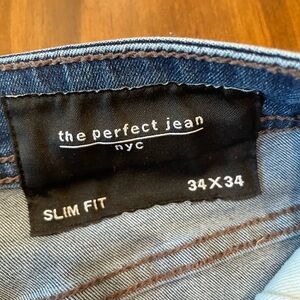 the perfect jean
nyc
34X34
SLIM FIT